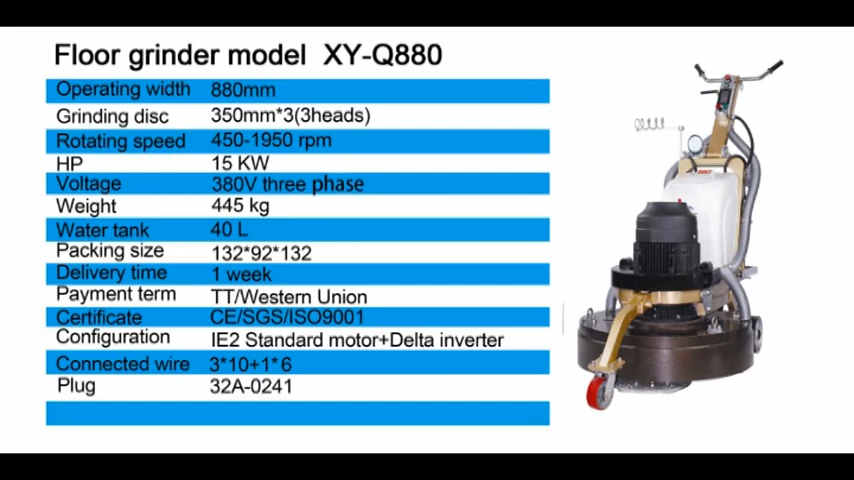 Floor grinder model XY-Q880
Operating width 880mm
Grinding disc 350mm*3(3heads)
Rotating speed 450-1950 rpm
HP 15 KW
Voltage 380V three phase
Weight 445 kg
Water tank 40 L
Packing size 132*92*132
Delivery time 1 week
Payment term TT/Western Union
Certificate CE/SGS/ISO9001
Configuration IE2 Standard motor+Delta inverter
Connected wire 3*10+1*6
Plug 32A-0241